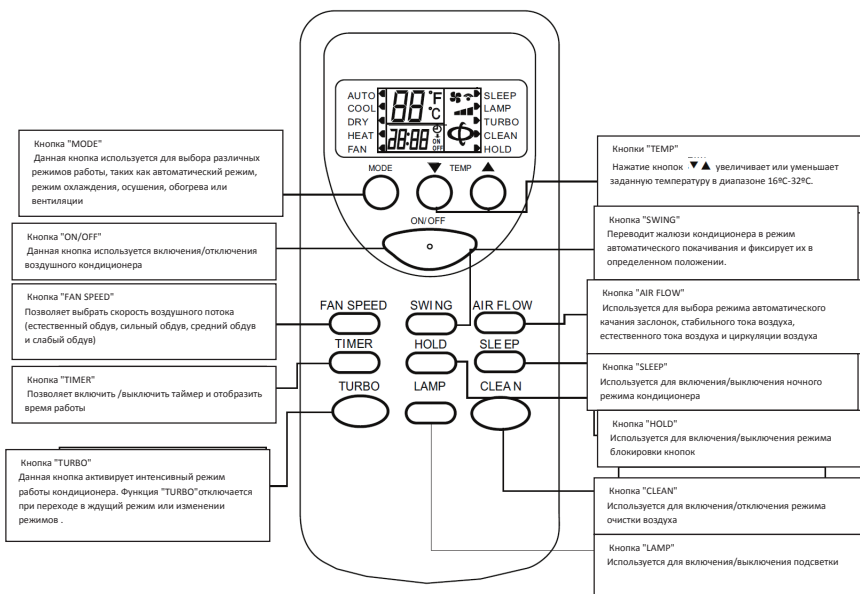 AUTO
COOL
DRY
HEAT
FAN
88 °F
°C
28:88
ON
OFF
SLEEP
LAMP
TURBO
CLEAN
HOLD
MODE
▼ TEMP ▲
ON/OFF
FAN SPEED SWING AIR FLOW
TIMER HOLD SLEEP
TURBO LAMP CLEAN
Кнопка "MODE"
Данная кнопка используется для выбора различных
режимов работы, таких как автоматический режим,
режим охлаждения, осушения, обогрева или
вентиляции
Кнопка "ON/OFF"
Данная кнопка используется включения/отключения
воздушного кондиционера
Кнопка "FAN SPEED"
Позволяет выбрать скорость воздушного потока
(естественный обдув, сильный обдув, средний обдув
и слабый обдув)
Кнопка "TIMER"
Позволяет включить /выключить таймер и отобразить
время работы
Кнопка "TURBO"
Данная кнопка активирует интенсивный режим
работы кондиционера. Функция "TURBO"отключается
при переходе в ждущий режим или изменении
режимов .
Кнопки "TEMP"
Нажатие кнопок ▼▲ увеличивает или уменьшает
заданную температуру в диапазоне 16ºС-32ºС.
Кнопка "SWING"
Переводит жалюзи кондиционера в режим
автоматического покачивания и фиксирует их в
определенном положении.
Кнопка "AIR FLOW"
Используется для выбора режима автоматического
качания заслонок, стабильного тока воздуха,
естественного тока воздуха и циркуляции воздуха
Кнопка "SLEEP"
Используется для включения/выключения ночного
режима кондиционера
Кнопка "HOLD"
Используется для включения/выключения режима
блокировки кнопок
Кнопка "CLEAN"
Используется для включения/отключения режима
очистки воздуха
Кнопка "LAMP"
Используется для включения/выключения подсветки